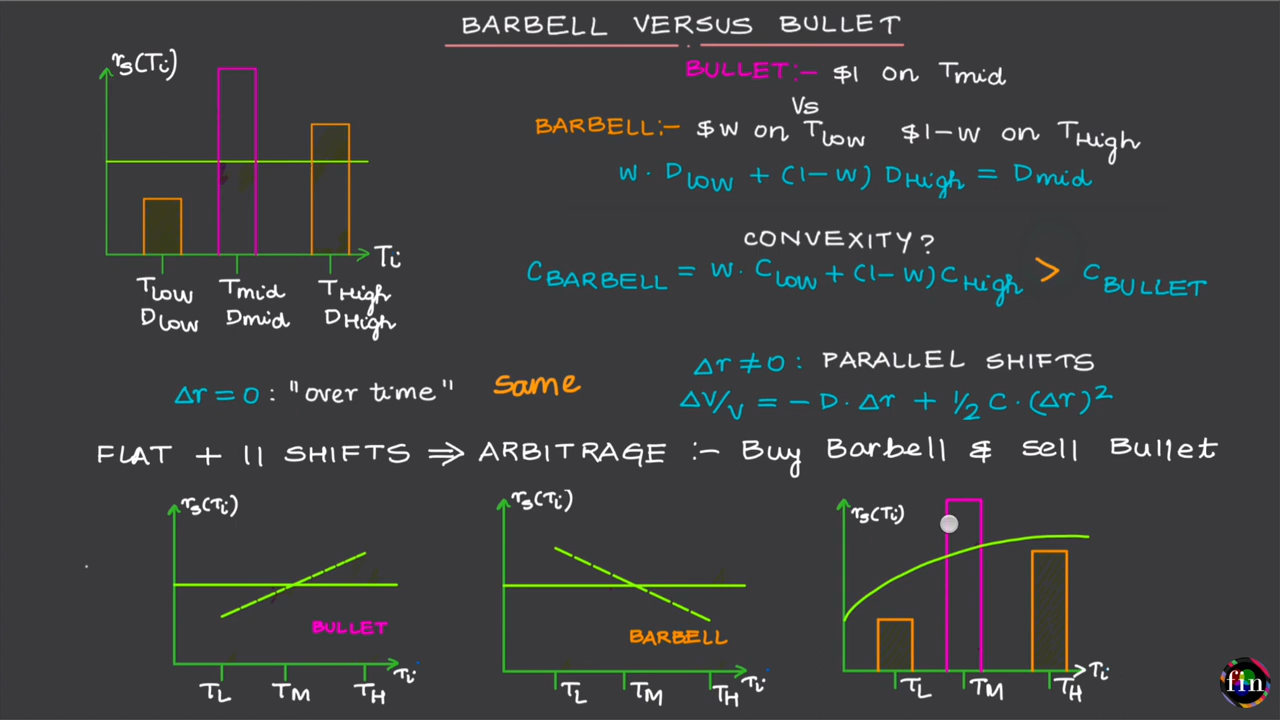 BARBELL VERSUS BULLET
rs(Ti)
Ti
TLow TMid THigh
DLow DMid DHigh
BULLET:- $1 on Tmid
Vs
BARBELL:- $W on TLow $1-W on THigh
W. DLow + (1-W) DHigh = Dmid
CONVEXITY?
CBARBELL = W. CLow + (1-W) CHigh > CBULLET
Δr = 0 : "over time" Same
Δr ≠ 0 : PARALLEL SHIFTS
ΔV/V = - D. Δr + 1/2 C. (Δr)²
FLAT + 11 SHIFTS ⇒ ARBITRAGE :- Buy Barbell & Sell Bullet
rs(Ti)
BULLET
TL TM TH Ti
rs(Ti)
BARBELL
TL TM TH Ti
rs(Ti)
TL TM TH Ti
fin